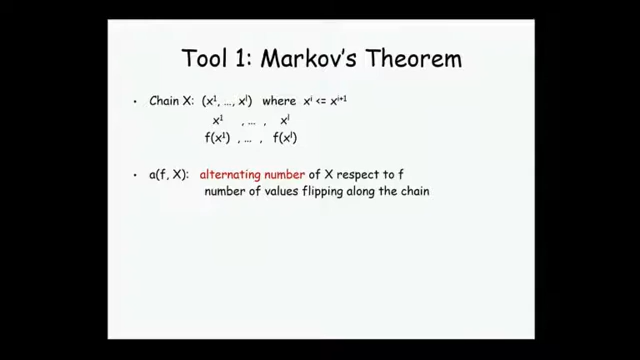 Tool 1: Markov's Theorem
• Chain X: (x¹, ..., xˡ) where xⁱ <= xⁱ⁺¹
x¹ , ... , xˡ
f(x¹) , ... , f(xˡ)
• a(f, X): alternating number of X respect to f
number of values flipping along the chain